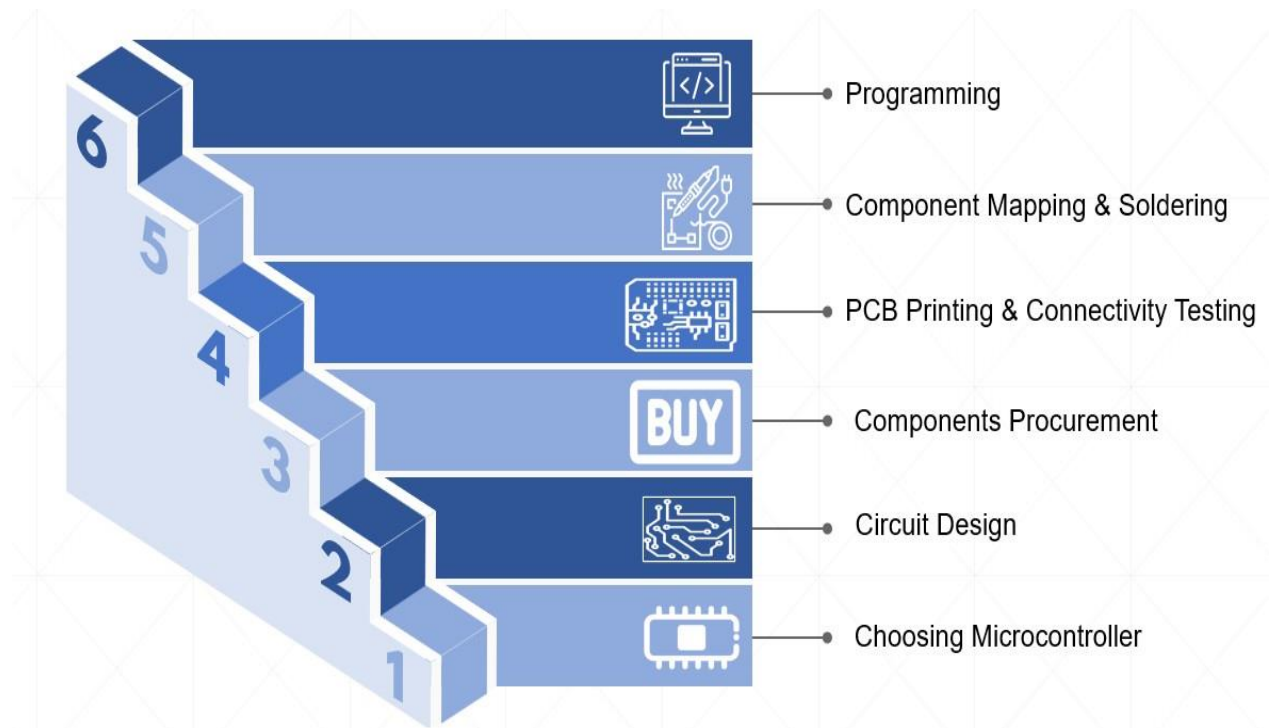 6
</>
Programming
5
Component Mapping & Soldering
4
PCB Printing & Connectivity Testing
3
BUY
Components Procurement
2
Circuit Design
1
Choosing Microcontroller